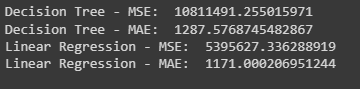 Decision Tree - MSE:  10811491.255015971
Decision Tree - MAE:  1287.5768745482867
Linear Regression - MSE:  5395627.336288919
Linear Regression - MAE:  1171.000206951244